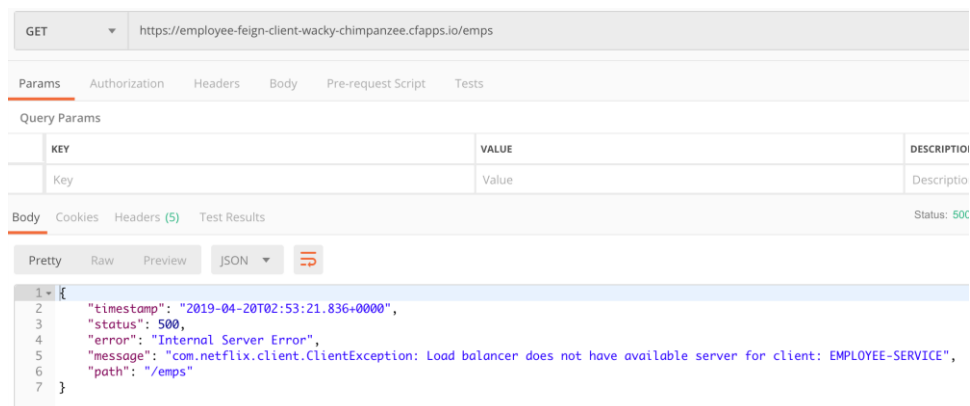 GET https://employee-feign-client-wacky-chimpanzee.cfapps.io/emps
Params Authorization Headers Body Pre-request Script Tests
Query Params
KEY VALUE DESCRIPTION
Key Value Descriptio
Body Cookies Headers (5) Test Results Status: 500
Pretty Raw Preview JSON
1 {
2 "timestamp": "2019-04-20T02:53:21.836+0000",
3 "status": 500,
4 "error": "Internal Server Error",
5 "message": "com.netflix.client.ClientException: Load balancer does not have available server for client: EMPLOYEE-SERVICE",
6 "path": "/emps"
7 }